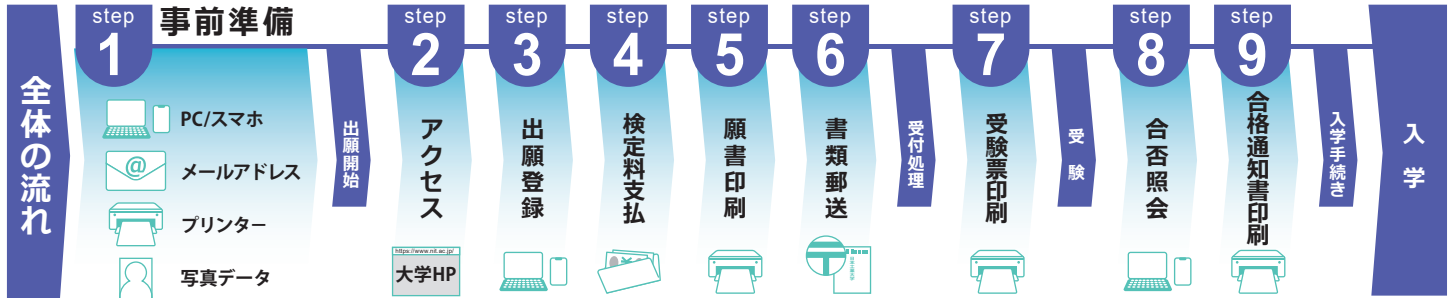 全体の流れ
step
1
事前準備
PC/スマホ
メールアドレス
プリンター
写真データ
出願開始
step
2
アクセス
https://www.nit.ac.jp/
大学HP
step
3
出願登録
step
4
検定料支払
step
5
願書印刷
step
6
書類郵送
受付処理
step
7
受験票印刷
受験
step
8
合否照会
step
9
合格通知書印刷
入学手続き
入学